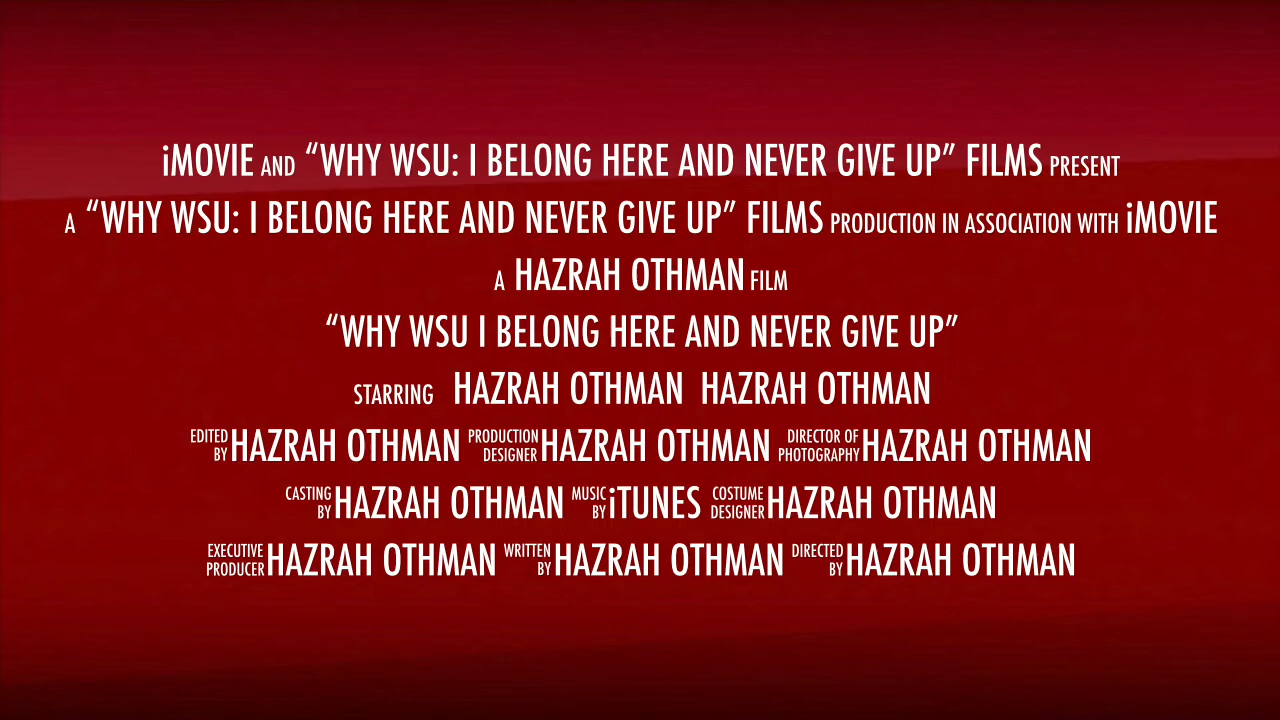 iMOVIE AND “WHY WSU: I BELONG HERE AND NEVER GIVE UP” FILMS PRESENT
A “WHY WSU: I BELONG HERE AND NEVER GIVE UP” FILMS PRODUCTION IN ASSOCIATION WITH iMOVIE
A HAZRAH OTHMAN FILM
“WHY WSU I BELONG HERE AND NEVER GIVE UP”
STARRING HAZRAH OTHMAN HAZRAH OTHMAN
EDITED BY HAZRAH OTHMAN PRODUCTION DESIGNER HAZRAH OTHMAN DIRECTOR OF PHOTOGRAPHY HAZRAH OTHMAN
CASTING BY HAZRAH OTHMAN MUSIC BY iTUNES COSTUME DESIGNER HAZRAH OTHMAN
EXECUTIVE PRODUCER HAZRAH OTHMAN WRITTEN BY HAZRAH OTHMAN DIRECTED BY HAZRAH OTHMAN